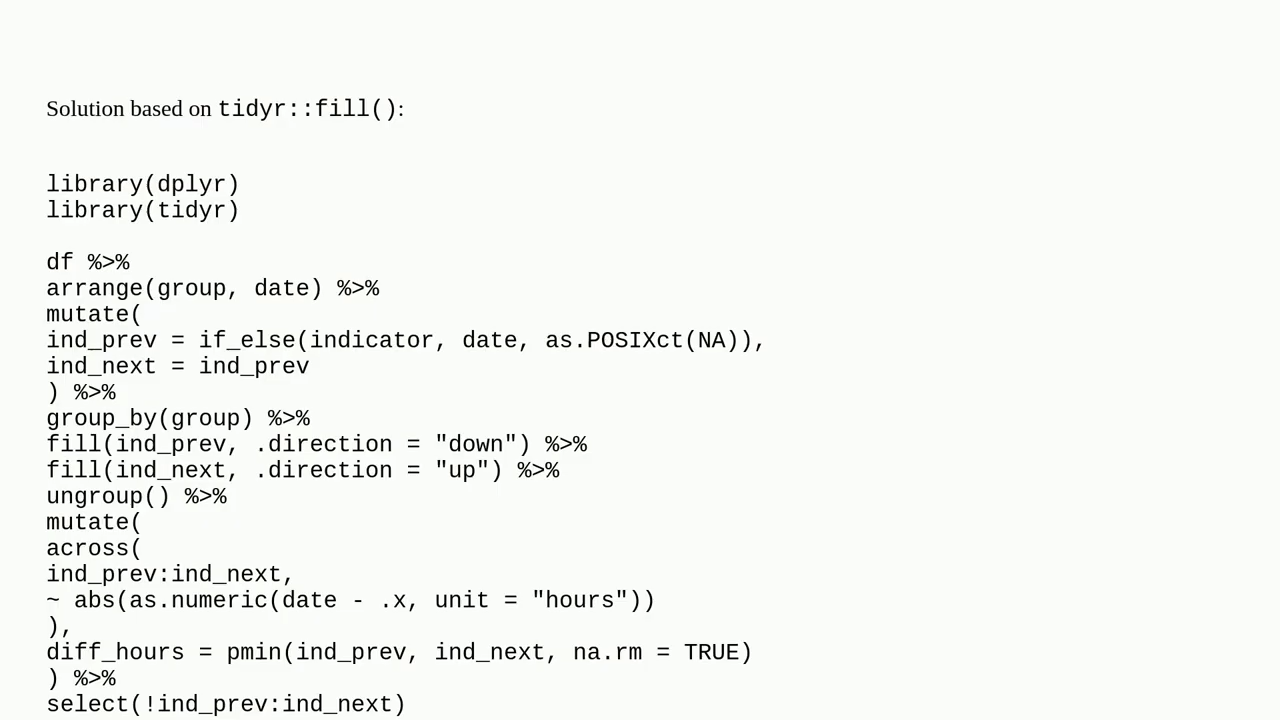 Solution based on tidyr::fill():
library(dplyr)
library(tidyr)
df %>%
arrange(group, date) %>%
mutate(
ind_prev = if_else(indicator, date, as.POSIXct(NA)),
ind_next = ind_prev
) %>%
group_by(group) %>%
fill(ind_prev, .direction = "down") %>%
fill(ind_next, .direction = "up") %>%
ungroup() %>%
mutate(
across(
ind_prev:ind_next,
~ abs(as.numeric(date - .x, unit = "hours"))
),
diff_hours = pmin(ind_prev, ind_next, na.rm = TRUE)
) %>%
select(!ind_prev:ind_next)